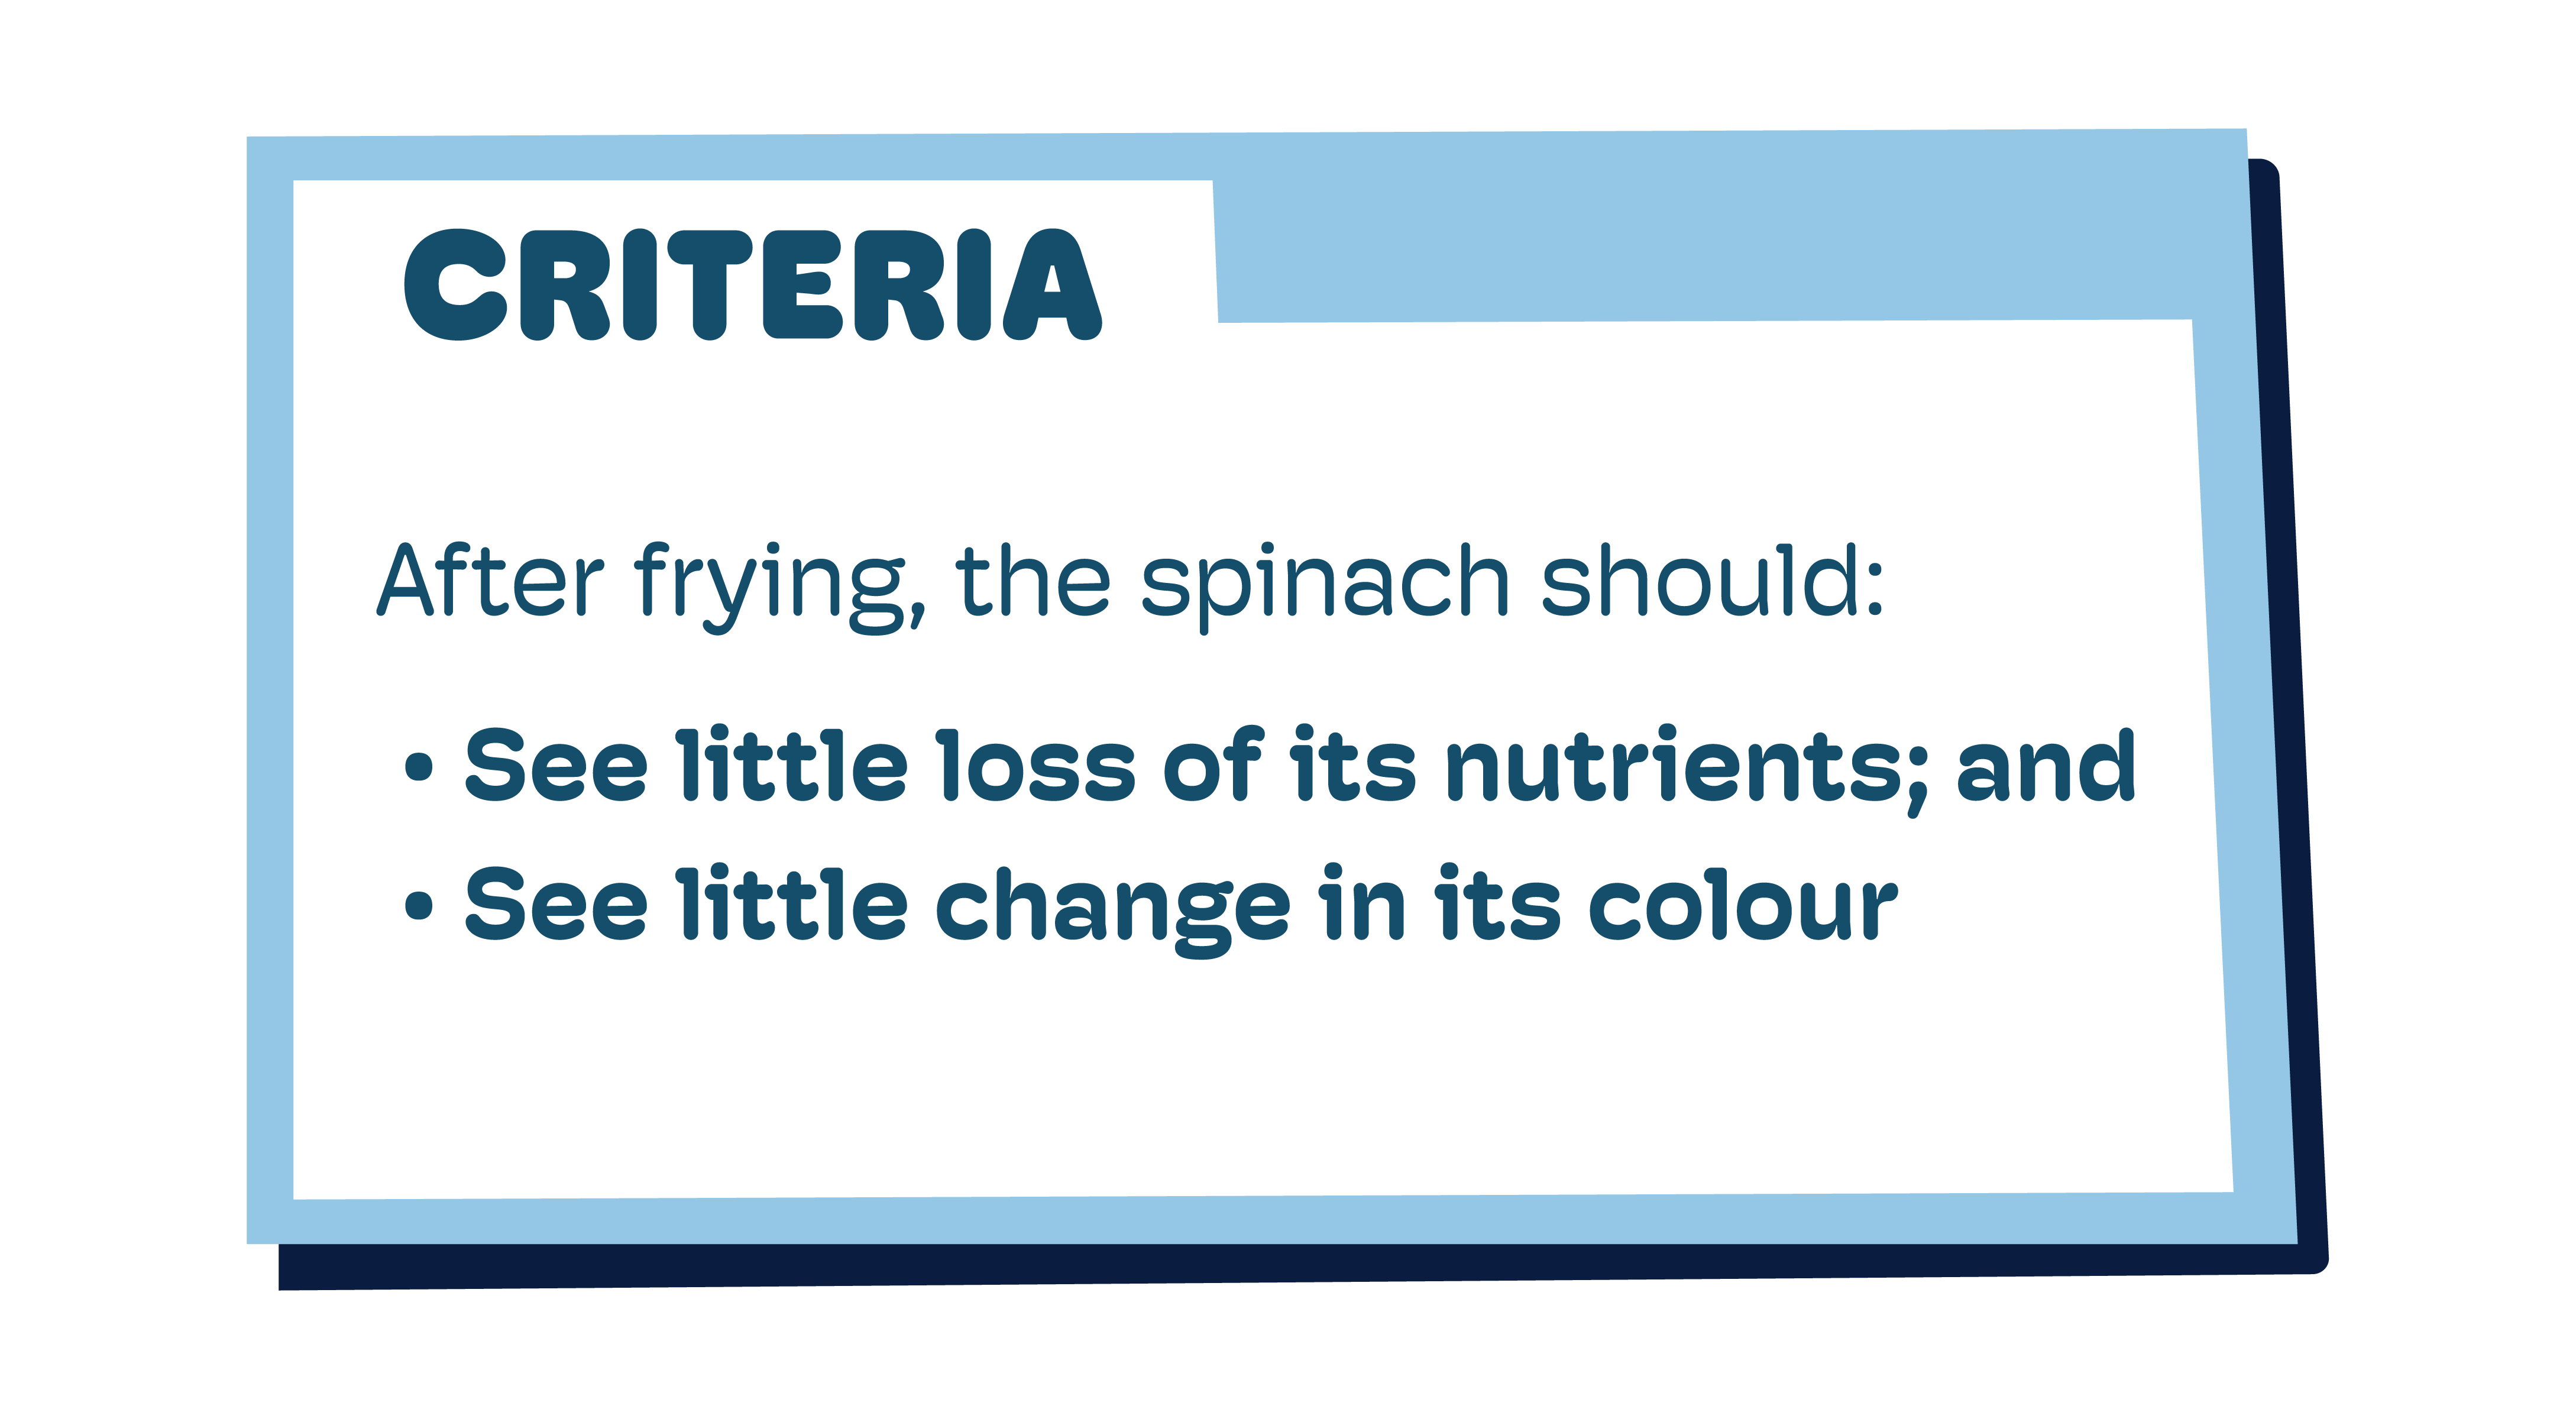 CRITERIA
After frying, the spinach should:
• See little loss of its nutrients; and
• See little change in its colour